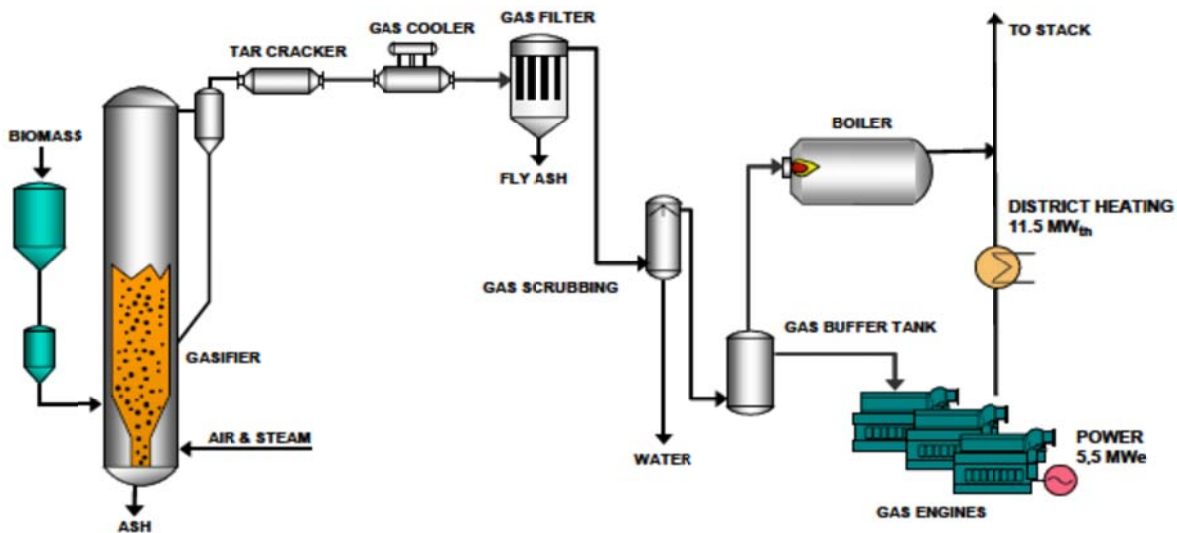 GAS FILTER
GAS COOLER
TAR CRACKER
TO STACK
BIOMASS
BOILER
FLY ASH
DISTRICT HEATING
11.5 MWth
GAS SCRUBBING
GAS BUFFER TANK
GASIFIER
AIR & STEAM
WATER
POWER
5,5 MWe
GAS ENGINES
ASH